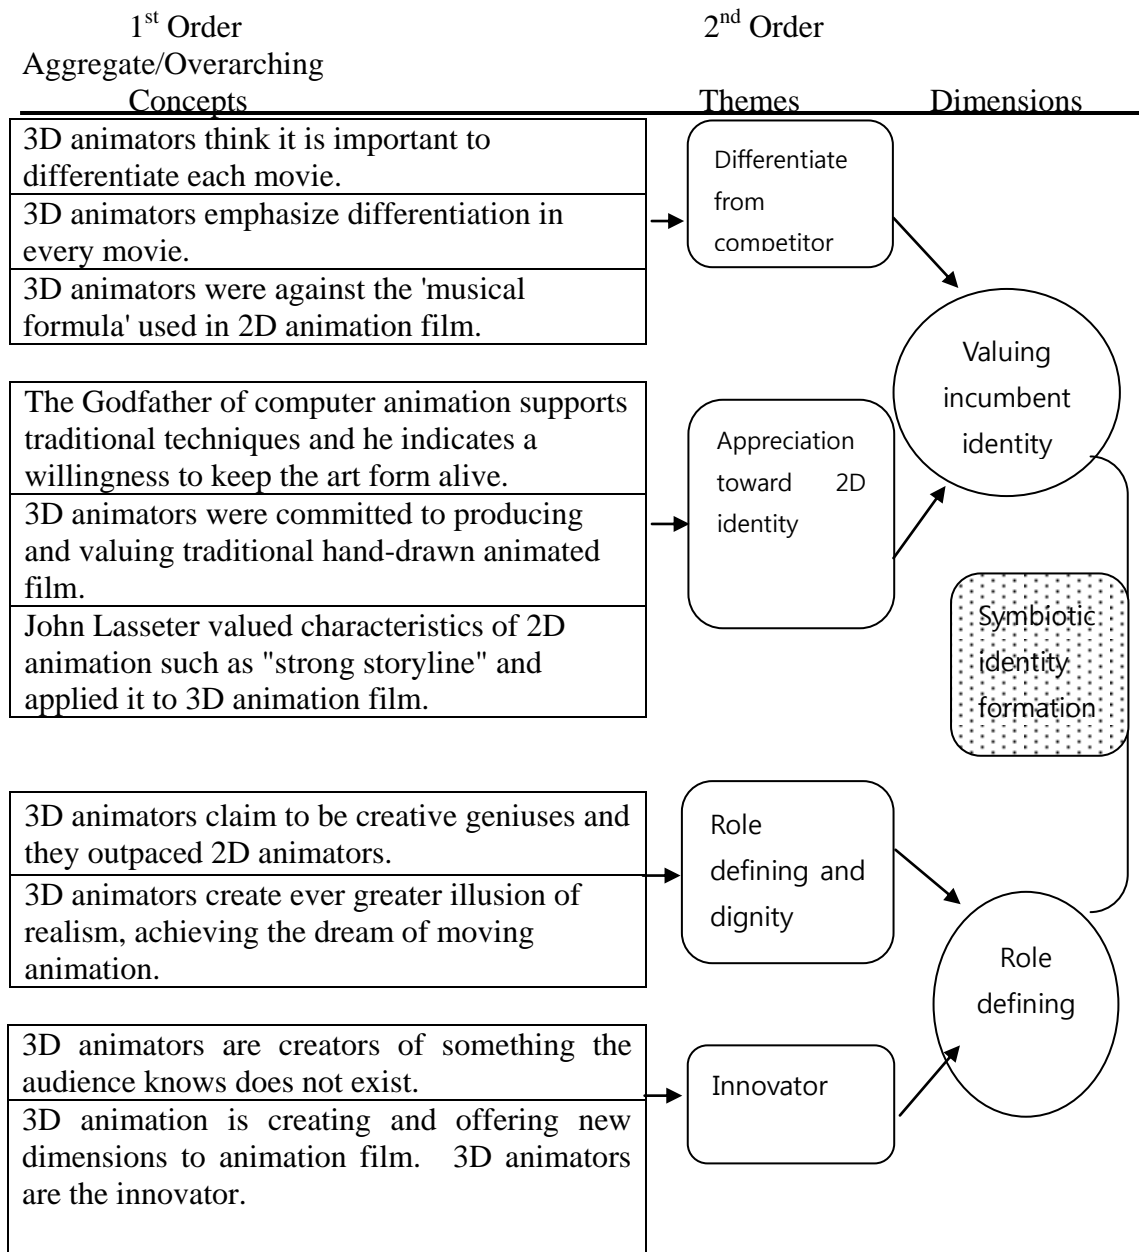 1st Order 2nd Order
Aggregate/Overarching
Concepts Themes Dimensions
3D animators think it is important to
differentiate each movie.
3D animators emphasize differentiation in
every movie.
3D animators were against the 'musical
formula' used in 2D animation film.
Differentiate
from
competitor
Valuing
incumbent
identity
The Godfather of computer animation supports
traditional techniques and he indicates a
willingness to keep the art form alive.
3D animators were committed to producing
and valuing traditional hand-drawn animated
film.
John Lasseter valued characteristics of 2D
animation such as "strong storyline" and
applied it to 3D animation film.
Appreciation
toward 2D
identity
Symbiotic
identity
formation
3D animators claim to be creative geniuses and
they outpaced 2D animators.
3D animators create ever greater illusion of
realism, achieving the dream of moving
animation.
Role
defining and
dignity
Role
defining
3D animators are creators of something the
audience knows does not exist.
3D animation is creating and offering new
dimensions to animation film. 3D animators
are the innovator.
Innovator